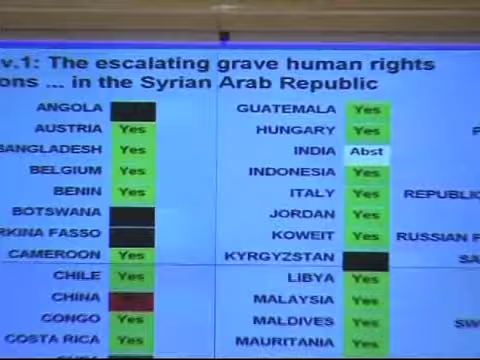 v.1: The escalating grave human rights
ons ... in the Syrian Arab Republic
ANGOLA
AUSTRIA Yes
BANGLADESH Yes
BELGIUM Yes
BENIN Yes
BOTSWANA
RKINA FASSO
CAMEROON Yes
CHILE Yes
CHINA
CONGO Yes
COSTA RICA Yes
GUATEMALA Yes
HUNGARY Yes
INDIA Abst
INDONESIA Yes
ITALY Yes
JORDAN Yes
KOWEIT Yes
KYRGYZSTAN
LIBYA Yes
MALAYSIA Yes
MALDIVES Yes
MAURITANIA Yes
REPUBLIC
RUSSIAN F
SA
SW